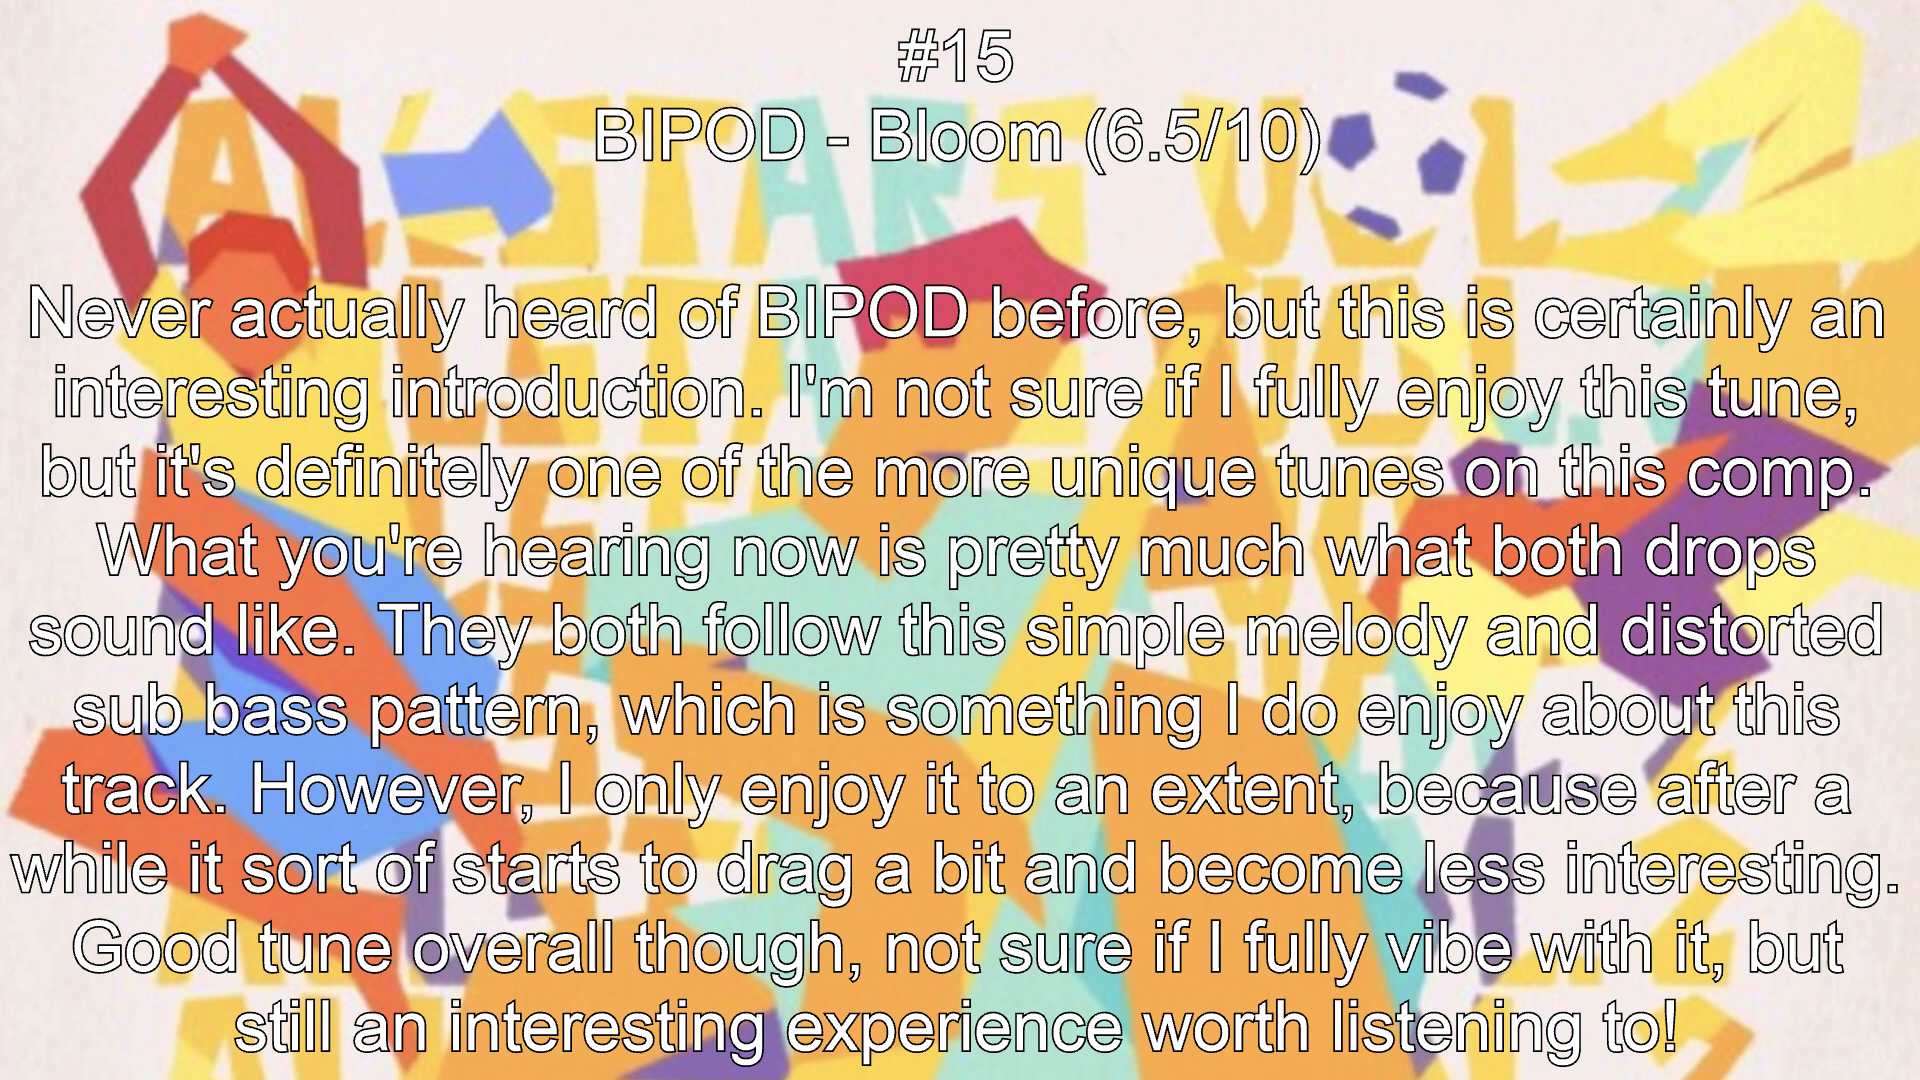 #15
BIPOD - Bloom (6.5/10)
Never actually heard of BIPOD before, but this is certainly an
interesting introduction. I'm not sure if I fully enjoy this tune,
but it's definitely one of the more unique tunes on this comp.
What you're hearing now is pretty much what both drops
sound like. They both follow this simple melody and distorted
sub bass pattern, which is something I do enjoy about this
track. However, I only enjoy it to an extent, because after a
while it sort of starts to drag a bit and become less interesting.
Good tune overall though, not sure if I fully vibe with it, but
still an interesting experience worth listening to!
ALLSTARS VOL